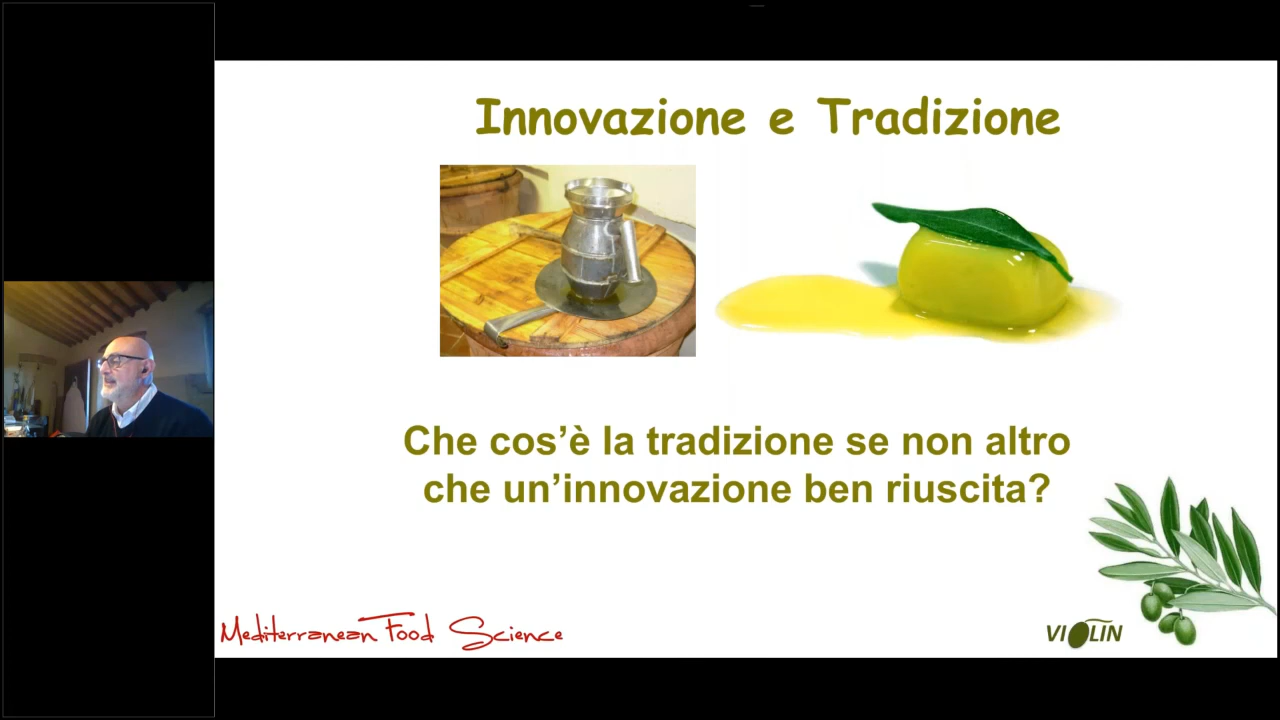 Innovazione e Tradizione
Che cos’è la tradizione se non altro
che un’innovazione ben riuscita?
Mediterranean Food Science
VIOLIN